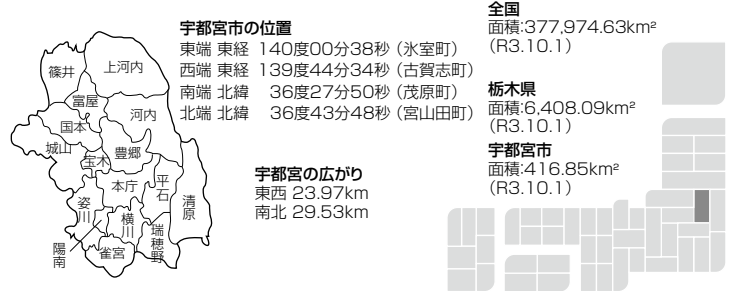 宇都宮市の位置
東端 東経 140度00分38秒（氷室町）
西端 東経 139度44分34秒（古賀志町）
南端 北緯 36度27分50秒（茂原町）
北端 北緯 36度43分48秒（宮山田町）
宇都宮の広がり
東西 23.97km
南北 29.53km
全国
面積:377,974.63km²
（R3.10.1）
栃木県
面積:6,408.09km²
（R3.10.1）
宇都宮市
面積:416.85km²
（R3.10.1）
篠井
上河内
富屋
河内
国本
城山
宝木
豊郷
本庁
平石
清原
姿川
横川
瑞穂野
陽南
雀宮